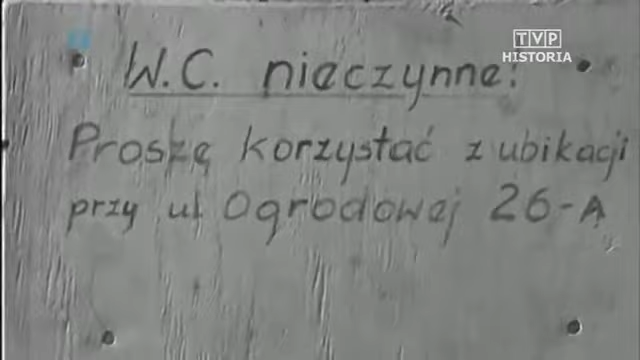 TVP
HISTORIA
W.C. nieczynne!
Proszę korzystać z ubikacji
przy ul Ogrodowej 26-A